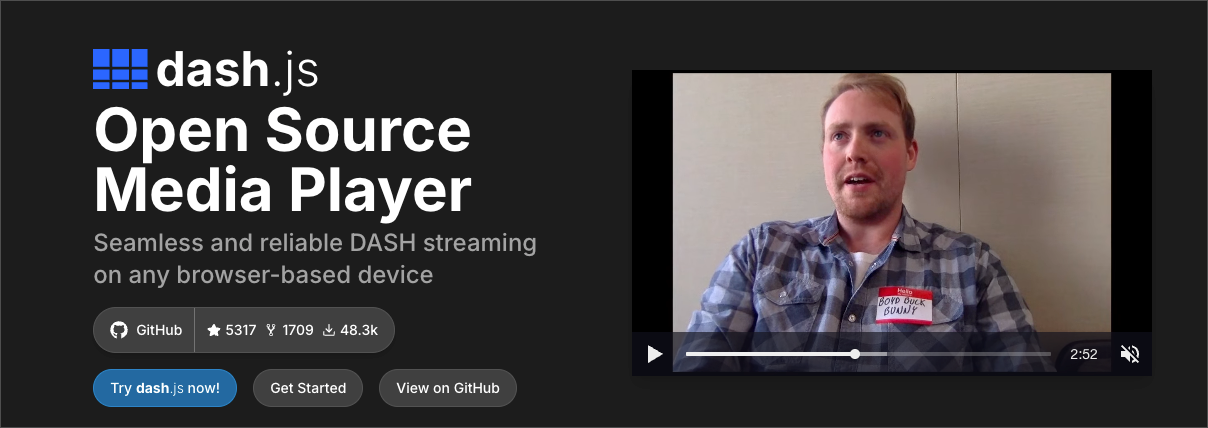 dash.js
Open Source
Media Player
Seamless and reliable DASH streaming
on any browser-based device
GitHub 5317 1709 48.3k
Try dash.js now! Get Started View on GitHub
Hello
BOYD BUCK
BUNNY
2:52